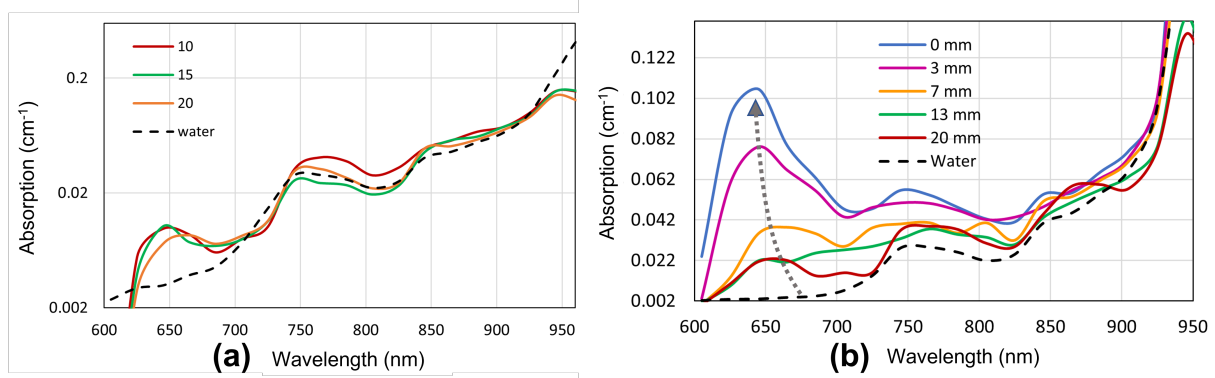 10
15
20
water
0.2
0.02
0.002
Absorption (cm-1)
600 650 700 750 800 850 900 950
(a) Wavelength (nm)
0 mm
3 mm
7 mm
13 mm
20 mm
Water
0.122
0.102
0.082
0.062
0.042
0.022
0.002
Absorption (cm-1)
600 650 700 750 800 850 900 950
Wavelength (nm)
(b)